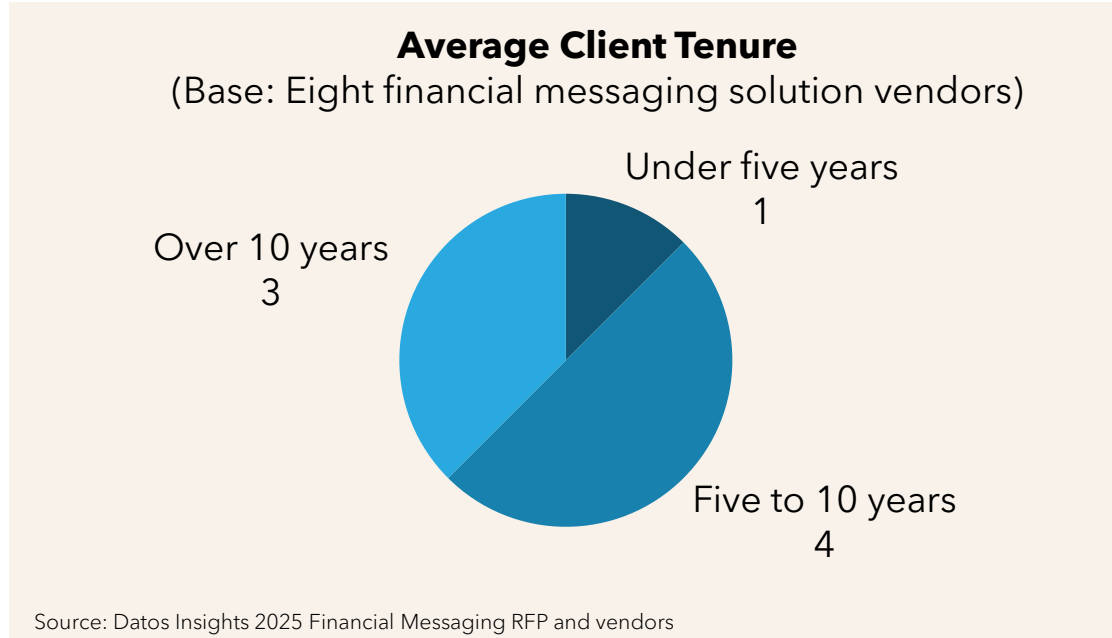 Average Client Tenure
(Base: Eight financial messaging solution vendors)
Under five years
1
Over 10 years
3
Five to 10 years
4
Source: Datos Insights 2025 Financial Messaging RFP and vendors